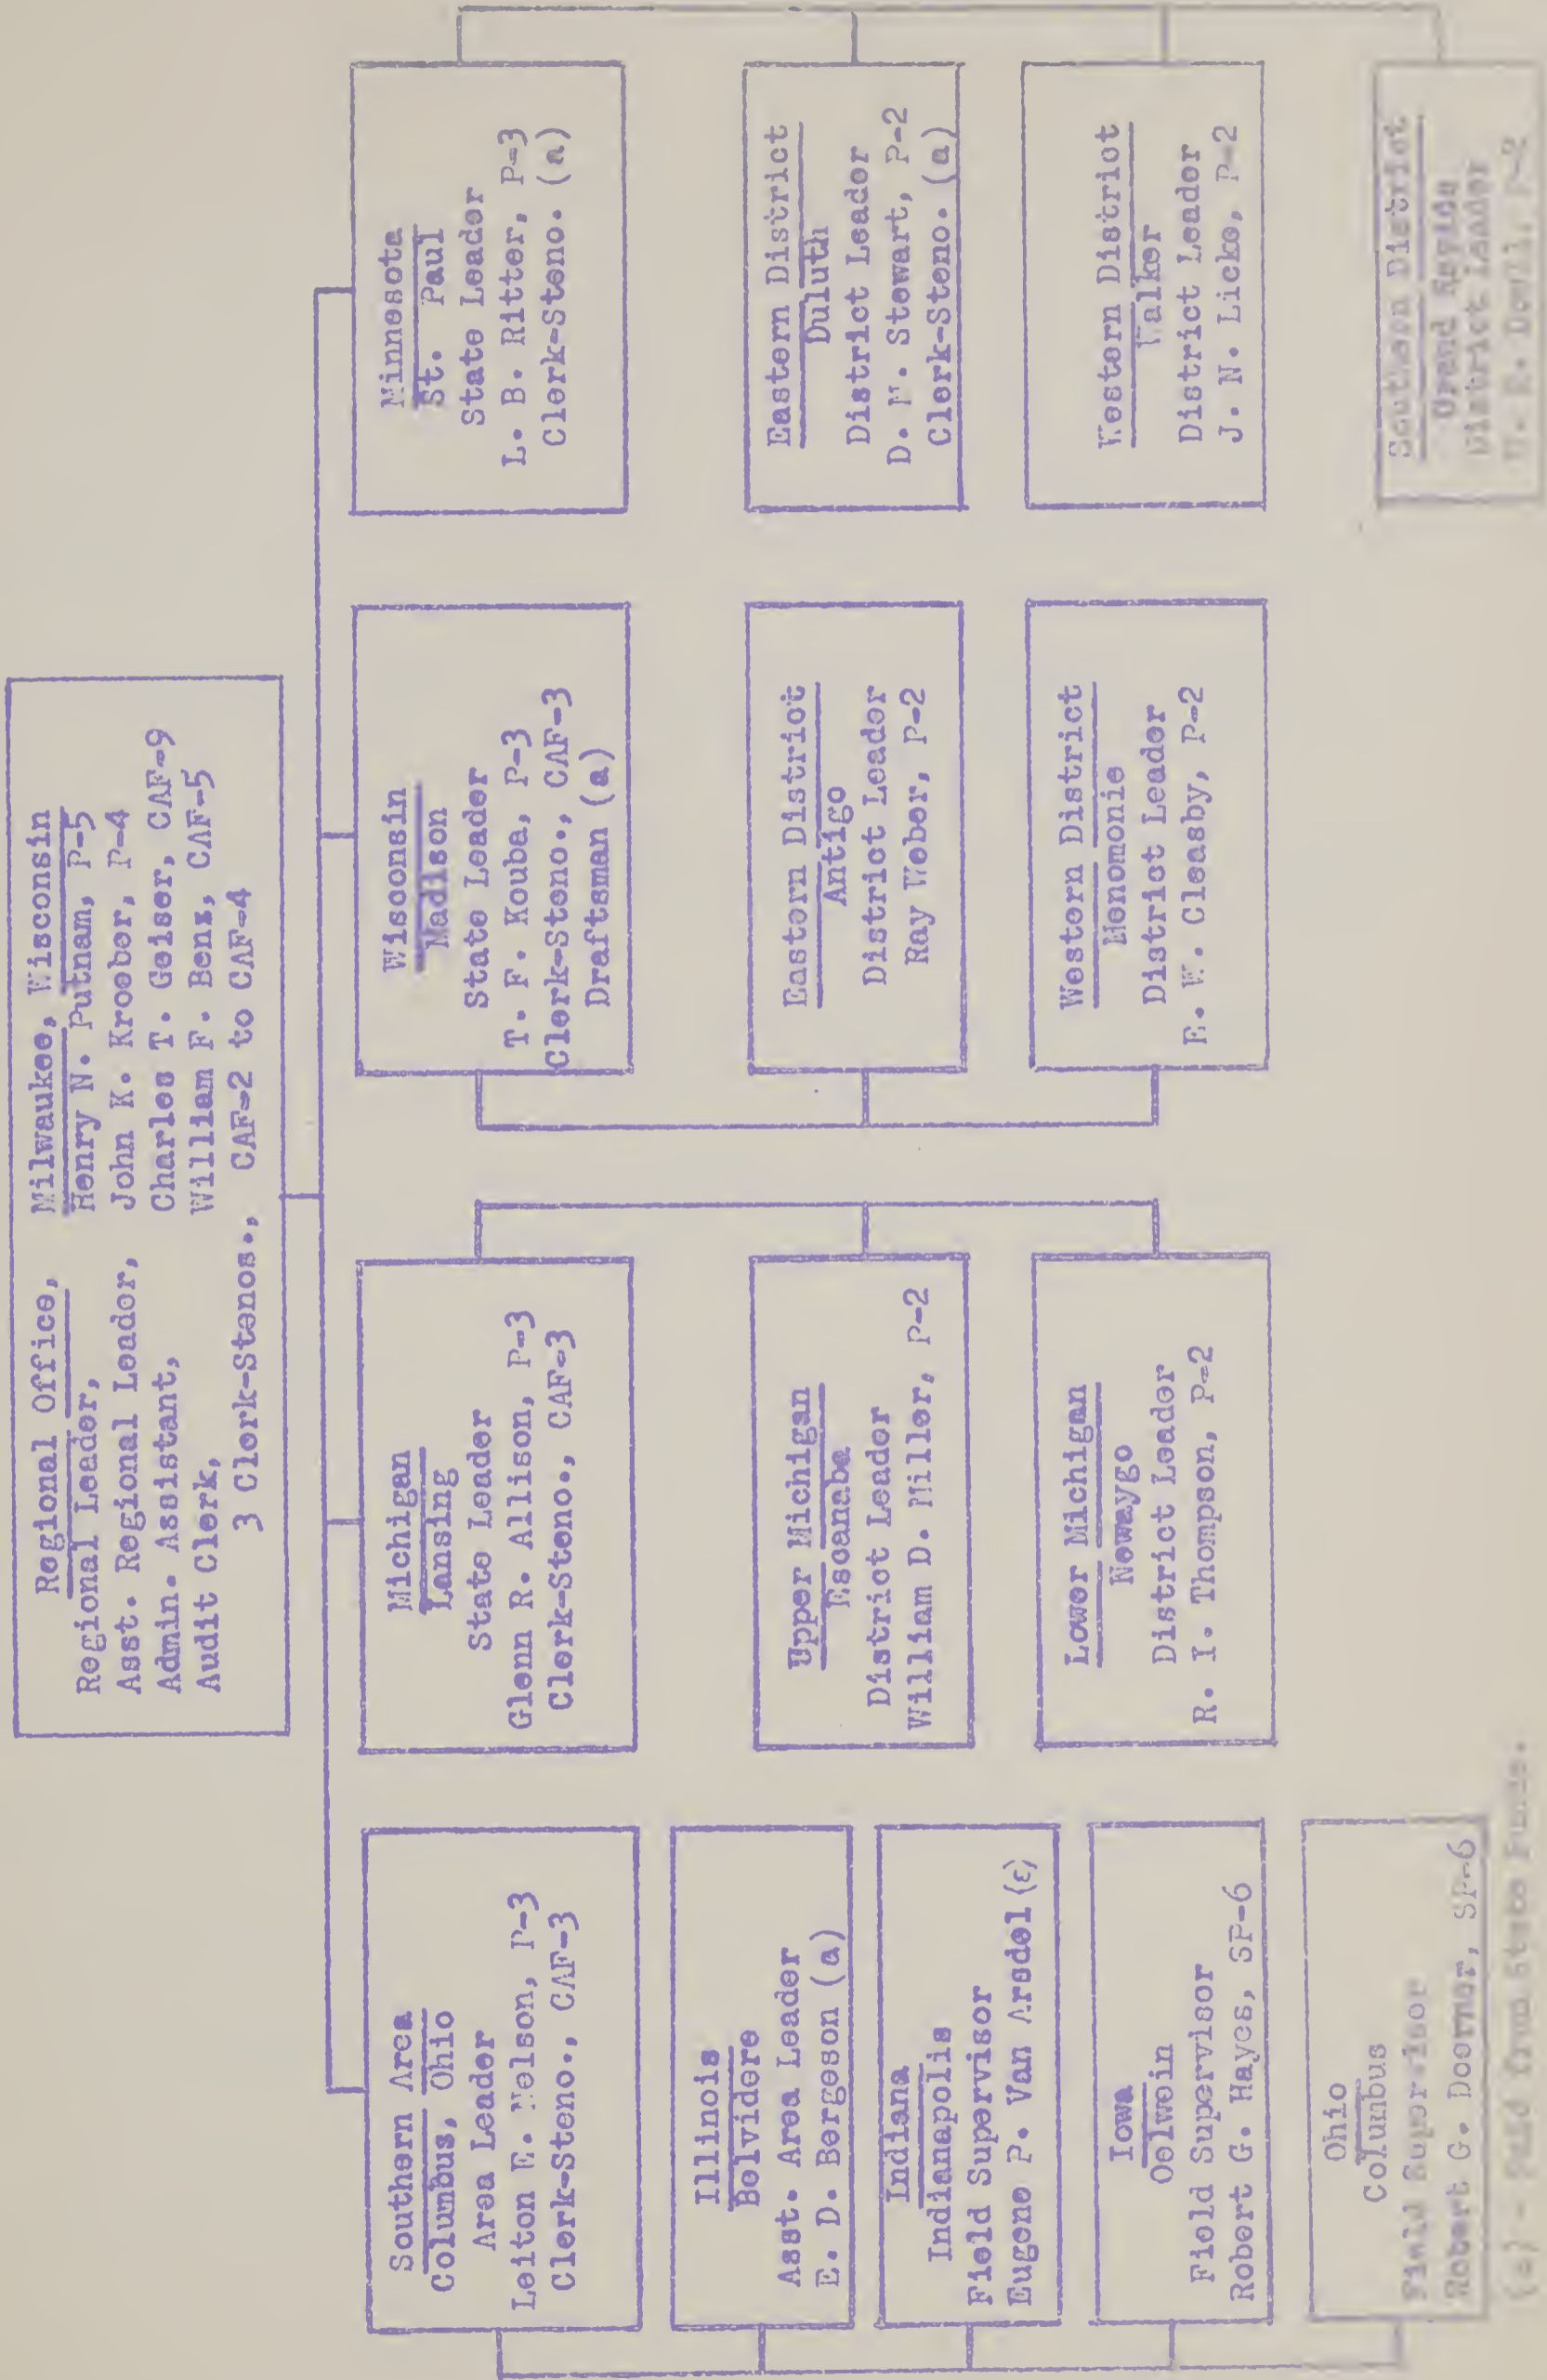 Regional Office, Milwaukee, Wisconsin
Regional Leader, Henry N. Putnam, P-5
Asst. Regional Leader, John K. Kroeber, P-4
Admin. Assistant, Charles T. Geiser, CAF-9
Audit Clerk, William F. Benz, CAF-5
3 Clerk-Stenos., CAF-2 to CAF-4
Southern Area
Columbus, Ohio
Area Leader
Leiton E. Nelson, P-3
Clerk-Steno., CAF-3
Illinois
Belvidere
Asst. Area Leader
E. D. Bergeson (a)
Indiana
Indianapolis
Field Supervisor
Eugene P. Van Arsdel
Iowa
Oelwein
Field Supervisor
Robert G. Hayes, SP-6
Ohio
Columbus
Field Supervisor
Robert G. Doerner, SP-6
Michigan
Lansing
State Leader
Glenn R. Allison, P-3
Clerk-Steno., CAF-3
Upper Michigan
Escanaba
District Leader
William D. Miller, P-2
Lower Michigan
Newaygo
District Leader
R. I. Thompson, P-2
Wisconsin
Madison
State Leader
T. F. Kouba, P-3
Clerk-Steno., CAF-3
Draftsman (a)
Eastern District
Antigo
District Leader
Ray Weber, P-2
Western District
Menomonie
District Leader
E. W. Cleasby, P-2
Minnesota
St. Paul
State Leader
L. B. Ritter, P-3
Clerk-Steno. (a)
Eastern District
Duluth
District Leader
D. M. Stewart, P-2
Clerk-Steno. (a)
Western District
Walker
District Leader
J. N. Licke, P-2
Southern District
Grand Rapids
District Leader
P-2
(a) - Paid from State Funds.